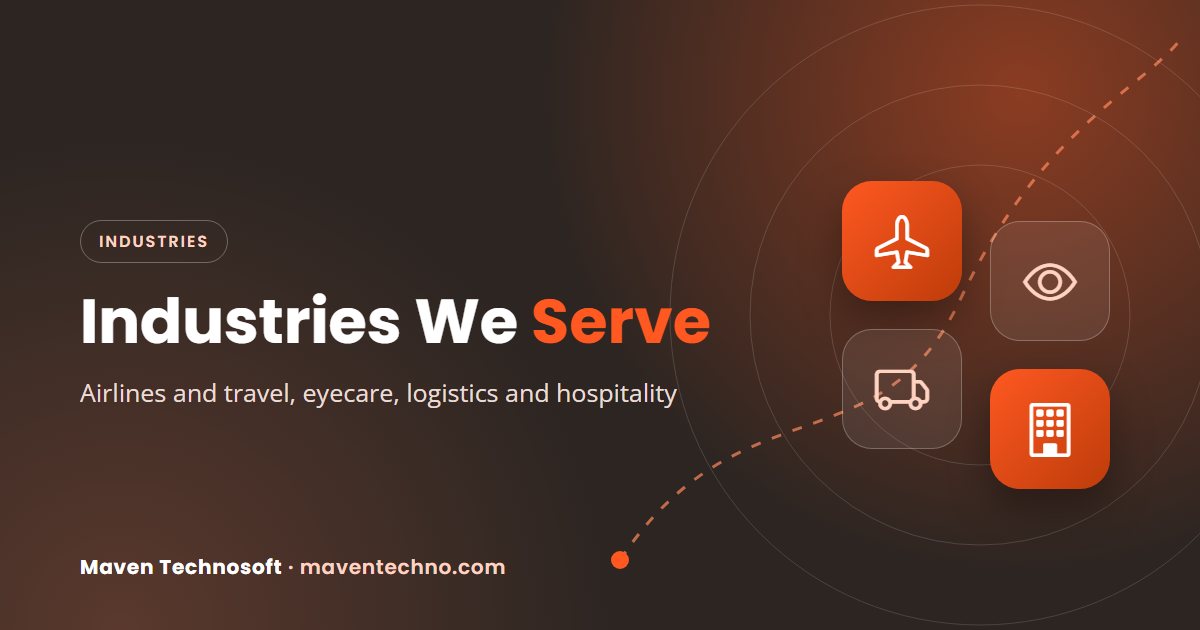 INDUSTRIES
Industries We Serve
Airlines and travel, eyecare, logistics and hospitality
Maven Technosoft · maventechno.com